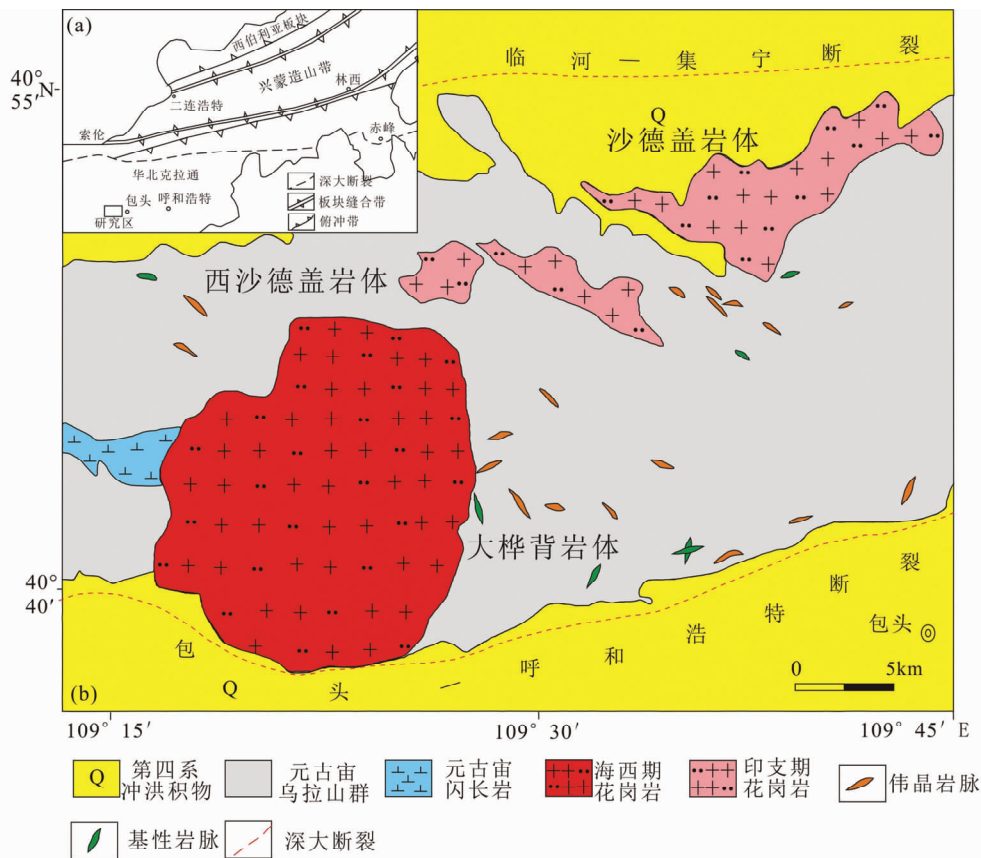 (a)
西伯利亚板块
兴蒙造山带
林西
二连浩特
索伦
赤峰
华北克拉通
包头 呼和浩特
研究区
深大断裂
板块缝合带
俯冲带
40°
55′ N
临河—集宁断裂
Q
沙德盖岩体
西沙德盖岩体
大桦背岩体
40°
40′
包头—呼和浩特断裂
Q
包头
0 5km
(b)
109° 15′
109° 30′
109° 45′ E
Q 第四系
冲洪积物
元古宙
乌拉山群
元古宙
闪长岩
海西期
花岗岩
印支期
花岗岩
伟晶岩脉
基性岩脉
深大断裂